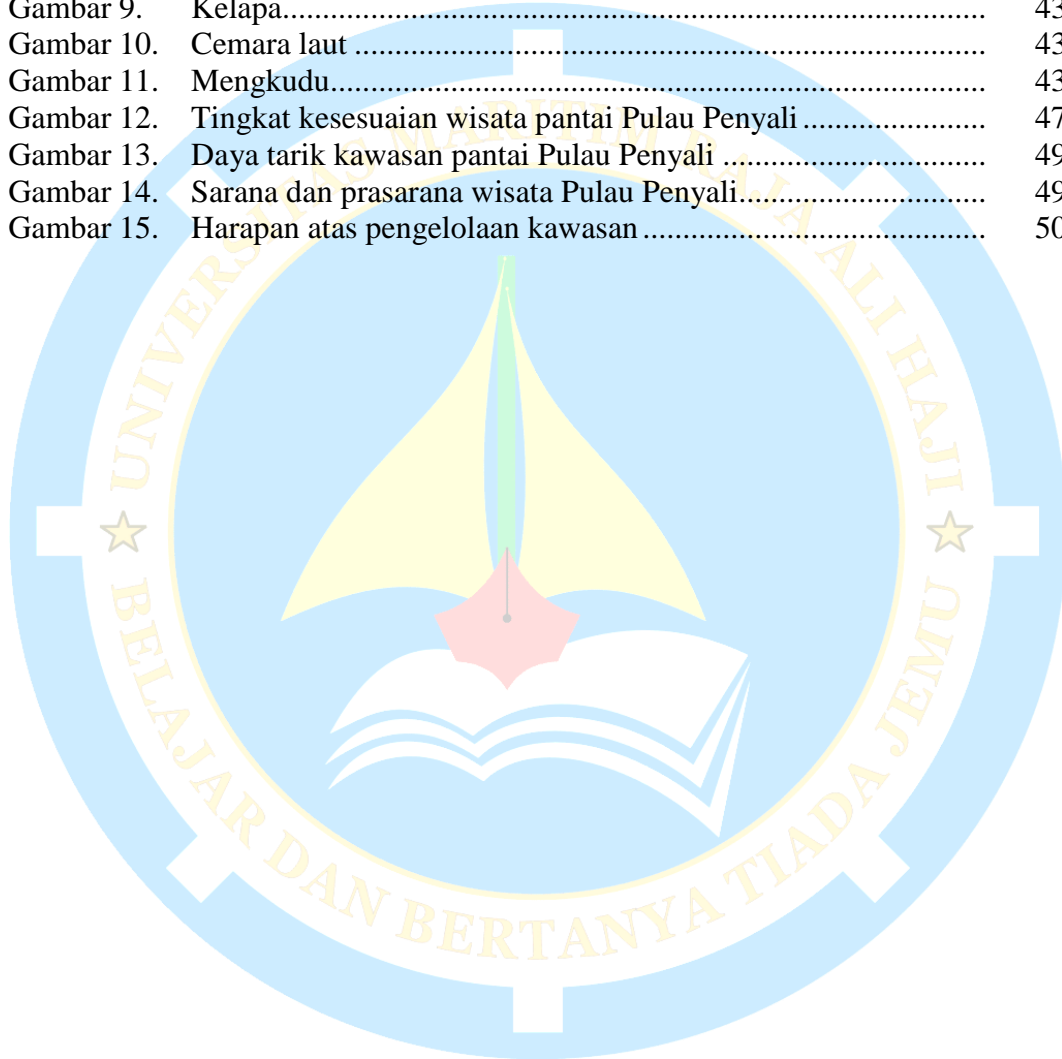 Gambar 9. Kelapa........................................................................................ 43
Gambar 10. Cemara laut ............................................................................... 43
Gambar 11. Mengkudu.................................................................................. 43
Gambar 12. Tingkat kesesuaian wisata pantai Pulau Penyali ....................... 47
Gambar 13. Daya tarik kawasan pantai Pulau Penyali ................................. 49
Gambar 14. Sarana dan prasarana wisata Pulau Penyali............................... 49
Gambar 15. Harapan atas pengelolaan kawasan ........................................... 50
UNIVERSITAS MARITIM RAJA ALI HAJI
BELAJAR DAN BERTANYA TIADA JEMU